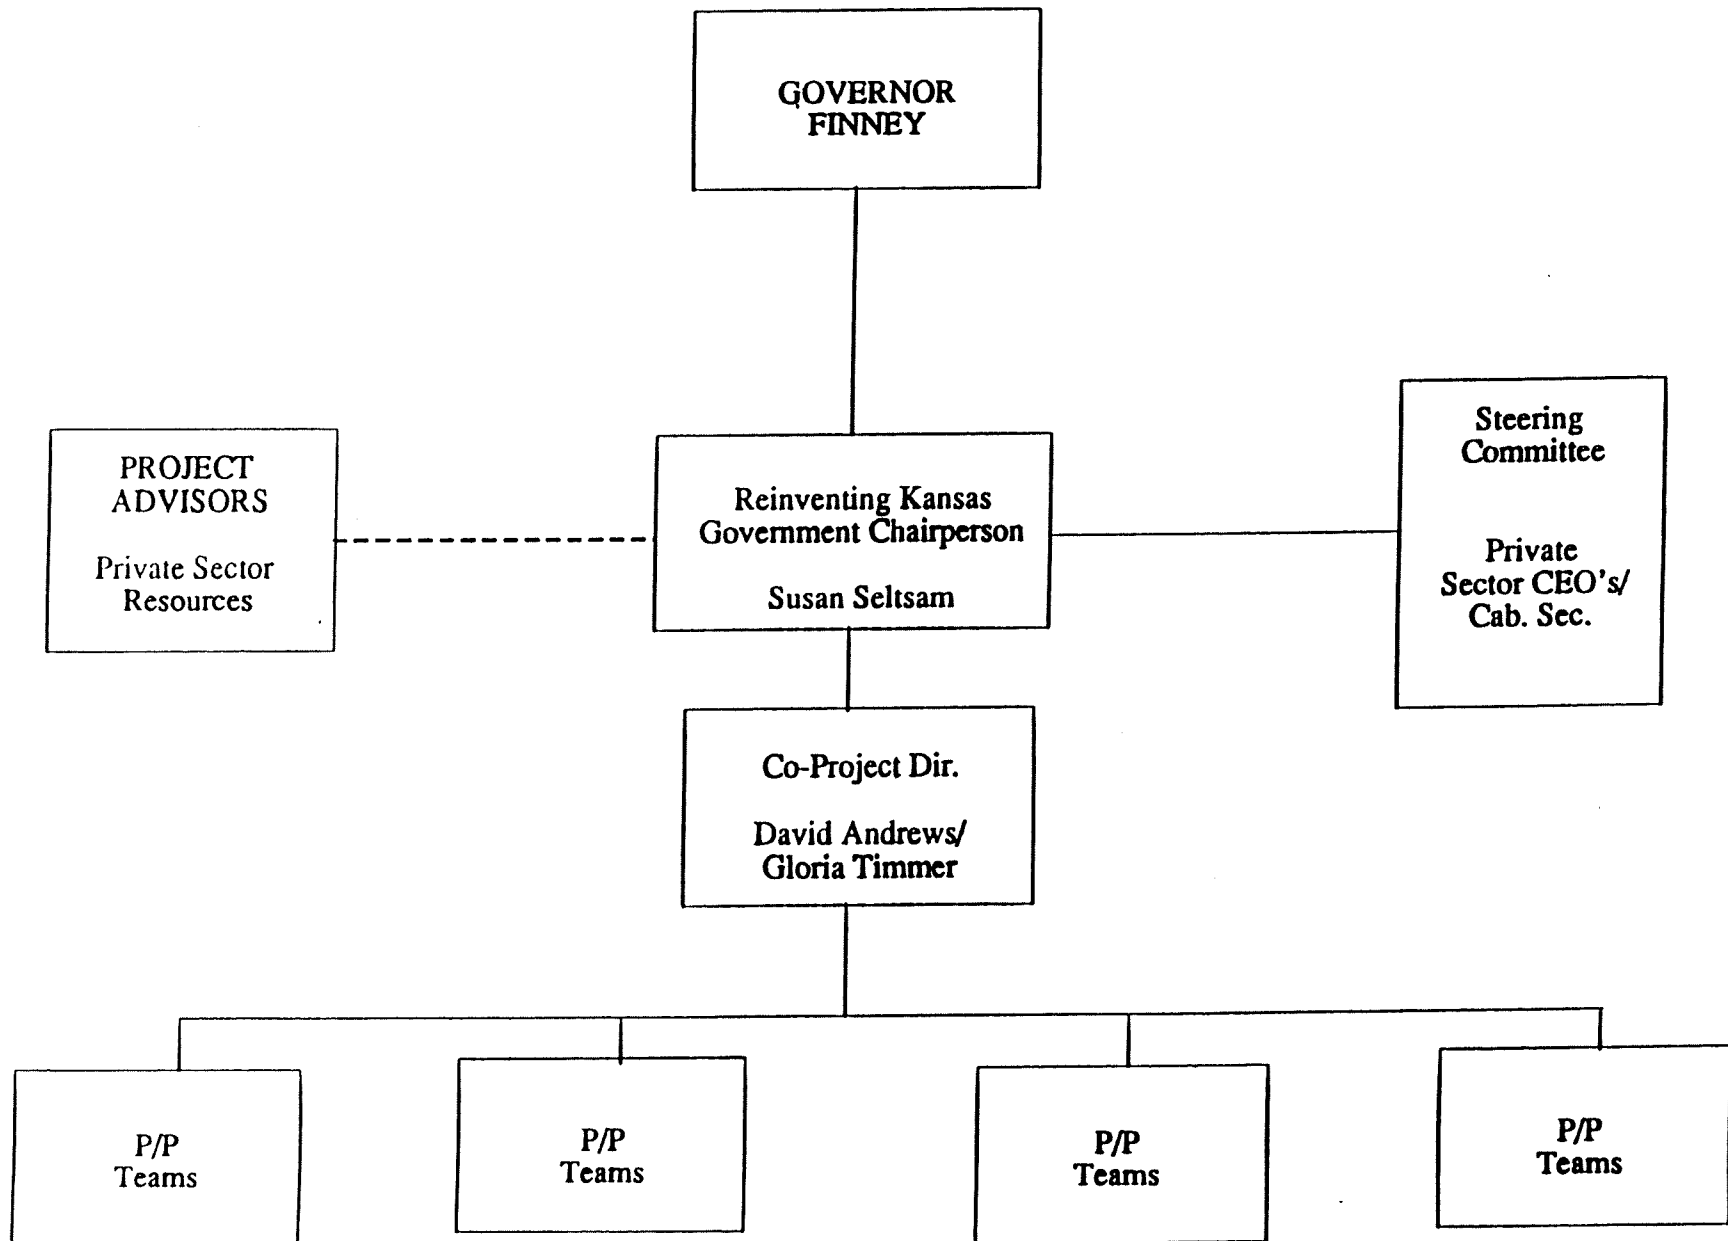 GOVERNOR
FINNEY
PROJECT
ADVISORS
Private Sector
Resources
Reinventing Kansas
Government Chairperson
Susan Seltsam
Steering
Committee
Private
Sector CEO's/
Cab. Sec.
Co-Project Dir.
David Andrews/
Gloria Timmer
P/P
Teams
P/P
Teams
P/P
Teams
P/P
Teams